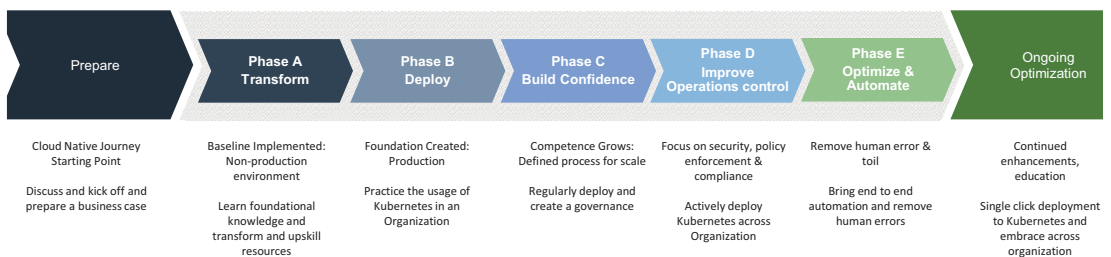 Prepare
Phase A
Transform
Phase B
Deploy
Phase C
Build Confidence
Phase D
Improve
Operations control
Phase E
Optimize &
Automate
Ongoing
Optimization
Cloud Native Journey
Starting Point
Discuss and kick off and
prepare a business case
Baseline Implemented:
Non-production
environment
Learn foundational
knowledge and
transform and upskill
resources
Foundation Created:
Production
Practice the usage of
Kubernetes in an
Organization
Competence Grows:
Defined process for scale
Regularly deploy and
create a governance
Focus on security, policy
enforcement &
compliance
Actively deploy
Kubernetes across
Organization
Remove human error &
toil
Bring end to end
automation and remove
human errors
Continued
enhancements,
education
Single click deployment
to Kubernetes and
embrace across
organization